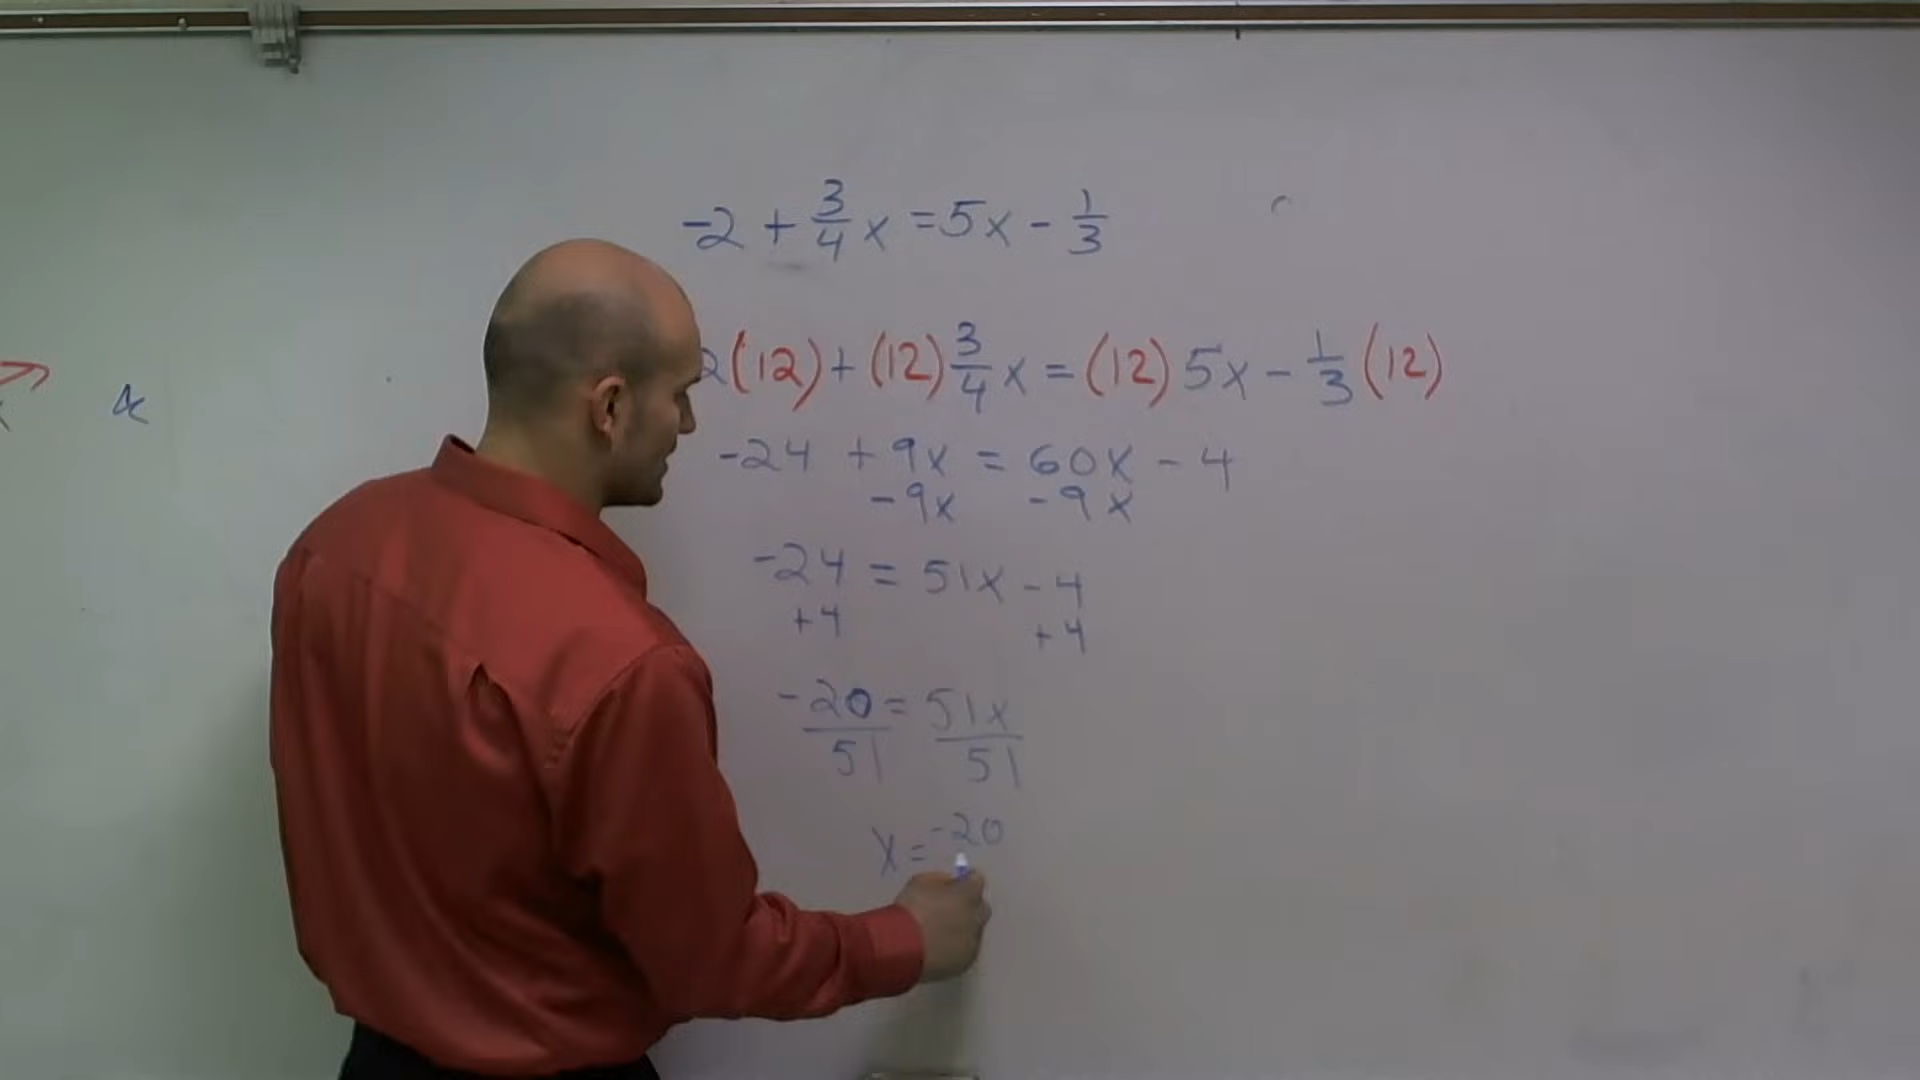 -2 + 3/4 x = 5x - 1/3
2(12) + (12) 3/4 x = (12) 5x - 1/3 (12)
-24 + 9x = 60x - 4
-9x -9x
-24 = 51x - 4
+4 +4
-20 = 51x
51 51
x = -20